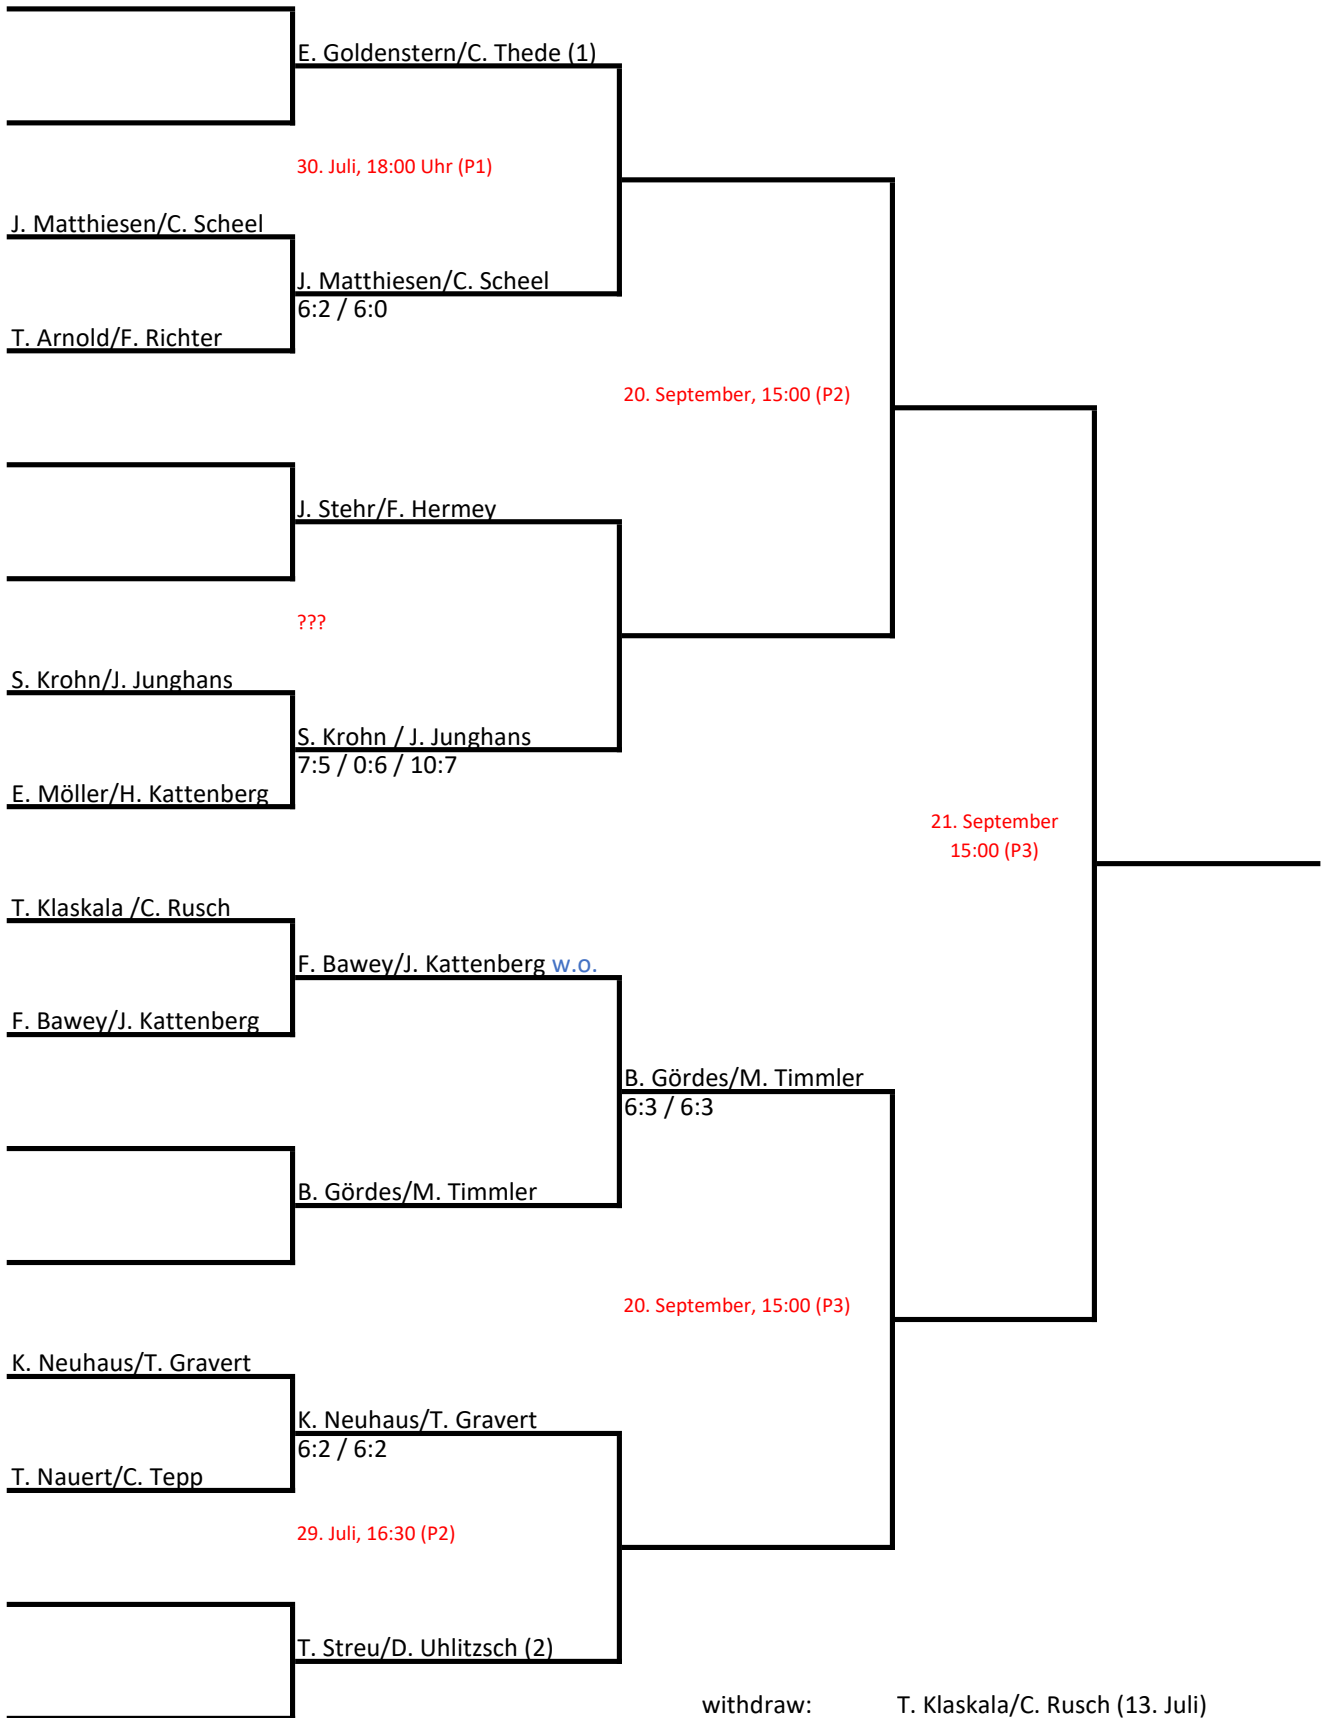 E. Goldenstern/C. Thede (1)
30. Juli, 18:00 Uhr (P1)
J. Matthiesen/C. Scheel
J. Matthiesen/C. Scheel
6:2 / 6:0
T. Arnold/F. Richter
20. September, 15:00 (P2)
J. Stehr/F. Hermey
???
S. Krohn/J. Junghans
S. Krohn / J. Junghans
7:5 / 0:6 / 10:7
E. Möller/H. Kattenberg
21. September
15:00 (P3)
T. Klaskala /C. Rusch
F. Bawey/J. Kattenberg w.o.
F. Bawey/J. Kattenberg
B. Gördes/M. Timmler
6:3 / 6:3
B. Gördes/M. Timmler
20. September, 15:00 (P3)
K. Neuhaus/T. Gravert
K. Neuhaus/T. Gravert
6:2 / 6:2
T. Nauert/C. Tepp
29. Juli, 16:30 (P2)
T. Streu/D. Uhlitzsch (2)
withdraw: T. Klaskala/C. Rusch (13. Juli)